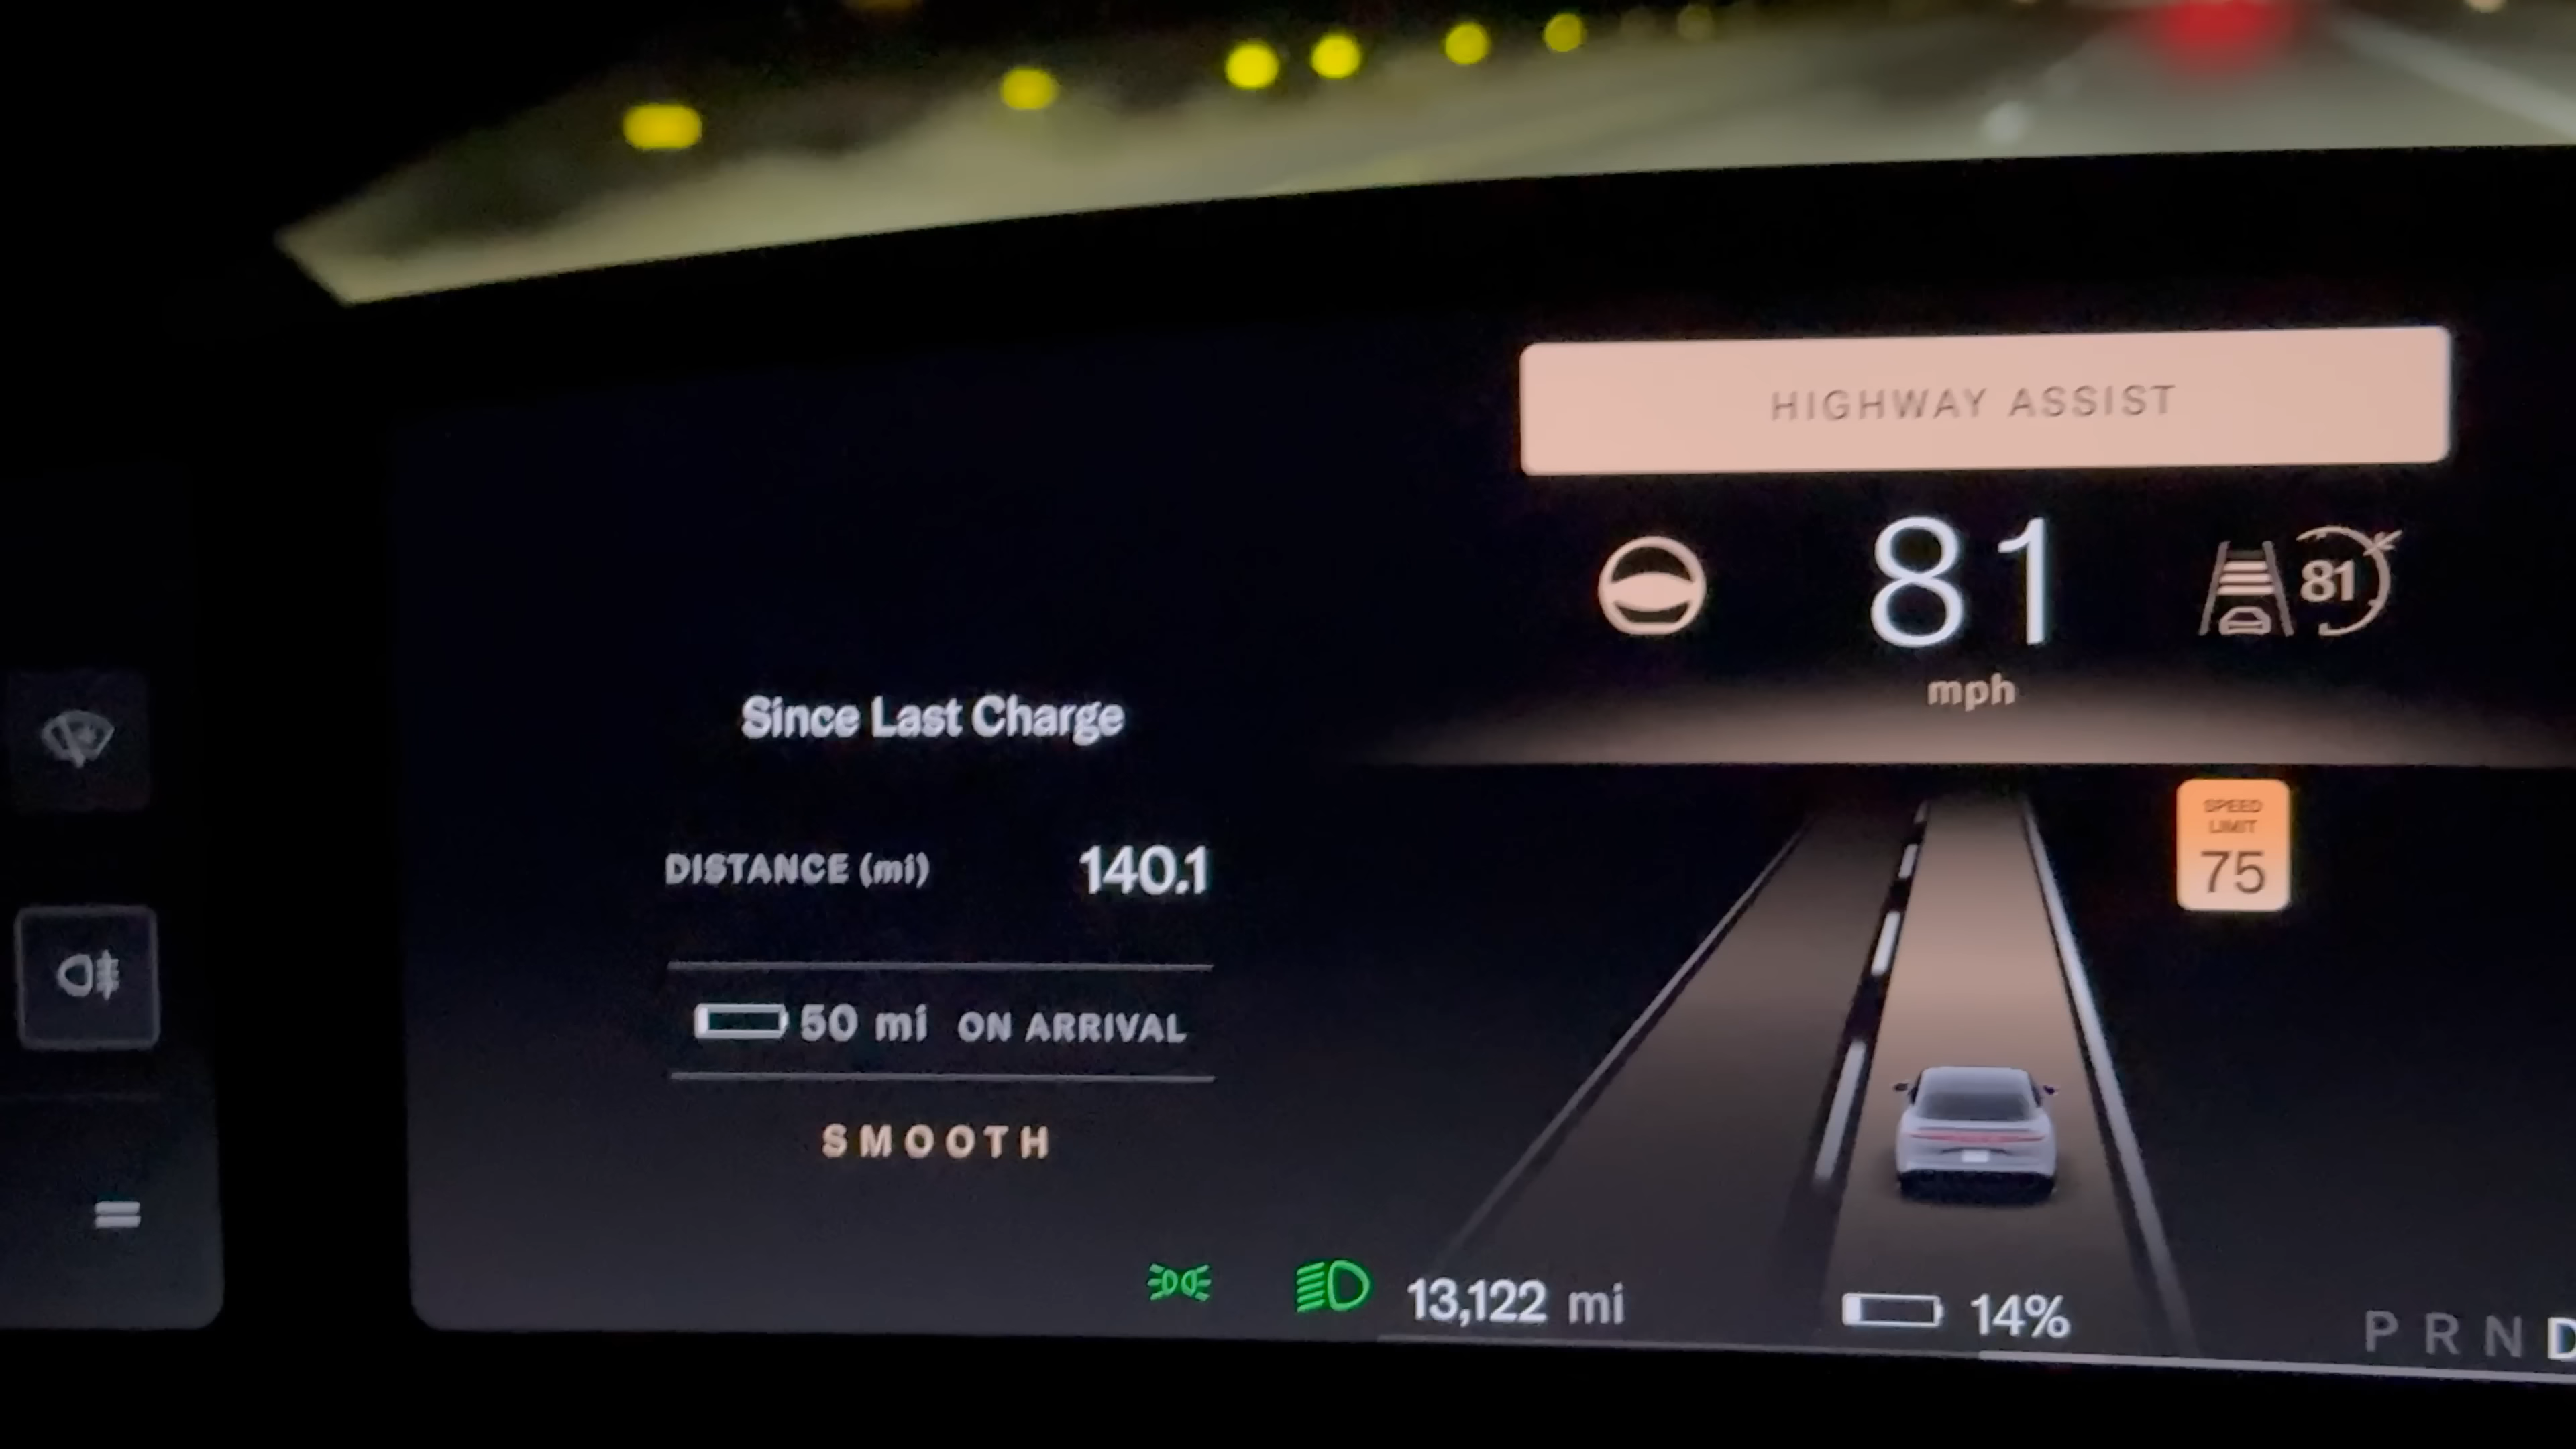 HIGHWAY ASSIST
81
81
mph
Since Last Charge
SPEED
LIMIT
75
DISTANCE (mi) 140.1
50 mi ON ARRIVAL
SMOOTH
13,122 mi
14%
P R N D